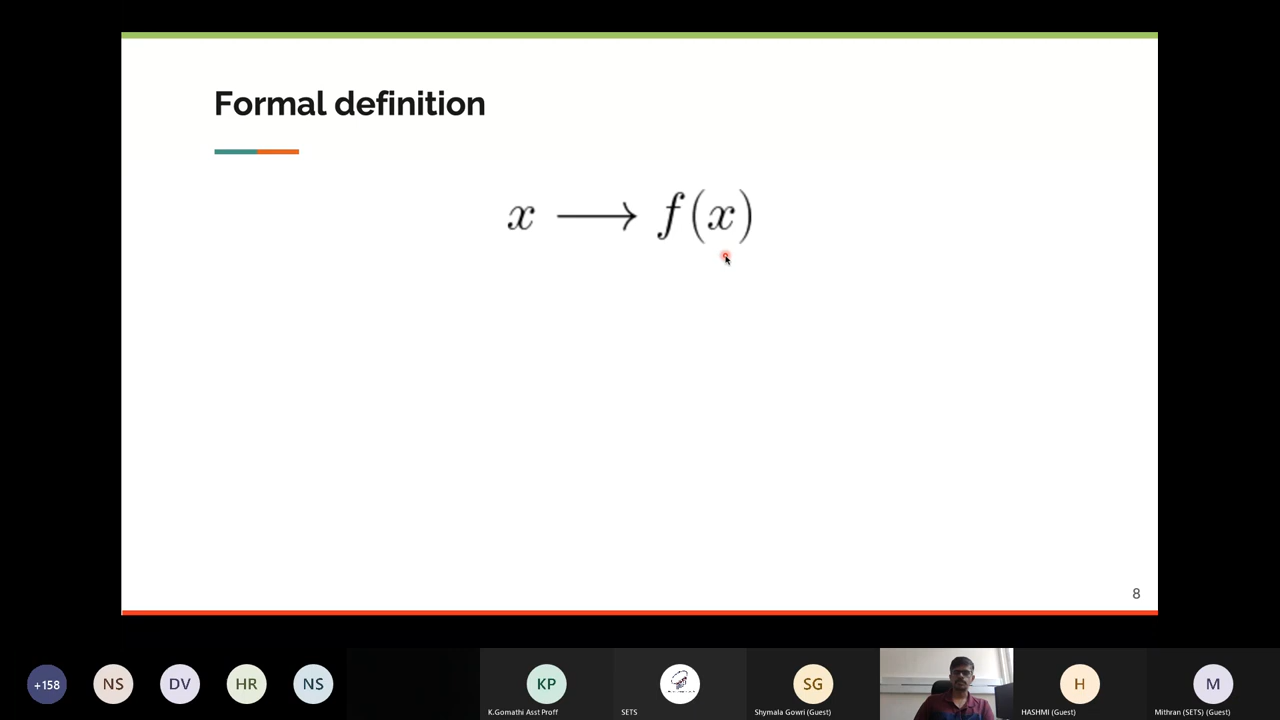 Formal definition
x ⟶ f(x)
8
+158
NS
DV
HR
NS
KP
SG
H
M
K.Gomathi Asst Proff
SETS
Shymala Gowri (Guest)
HASHMI (Guest)
Mithran (SETS) (Guest)